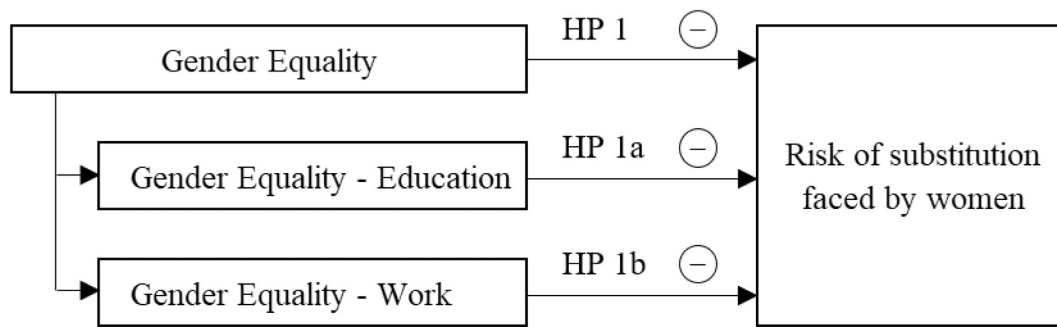 HP 1 −
Gender Equality
HP 1a −
Gender Equality - Education
Risk of substitution
faced by women
HP 1b −
Gender Equality - Work